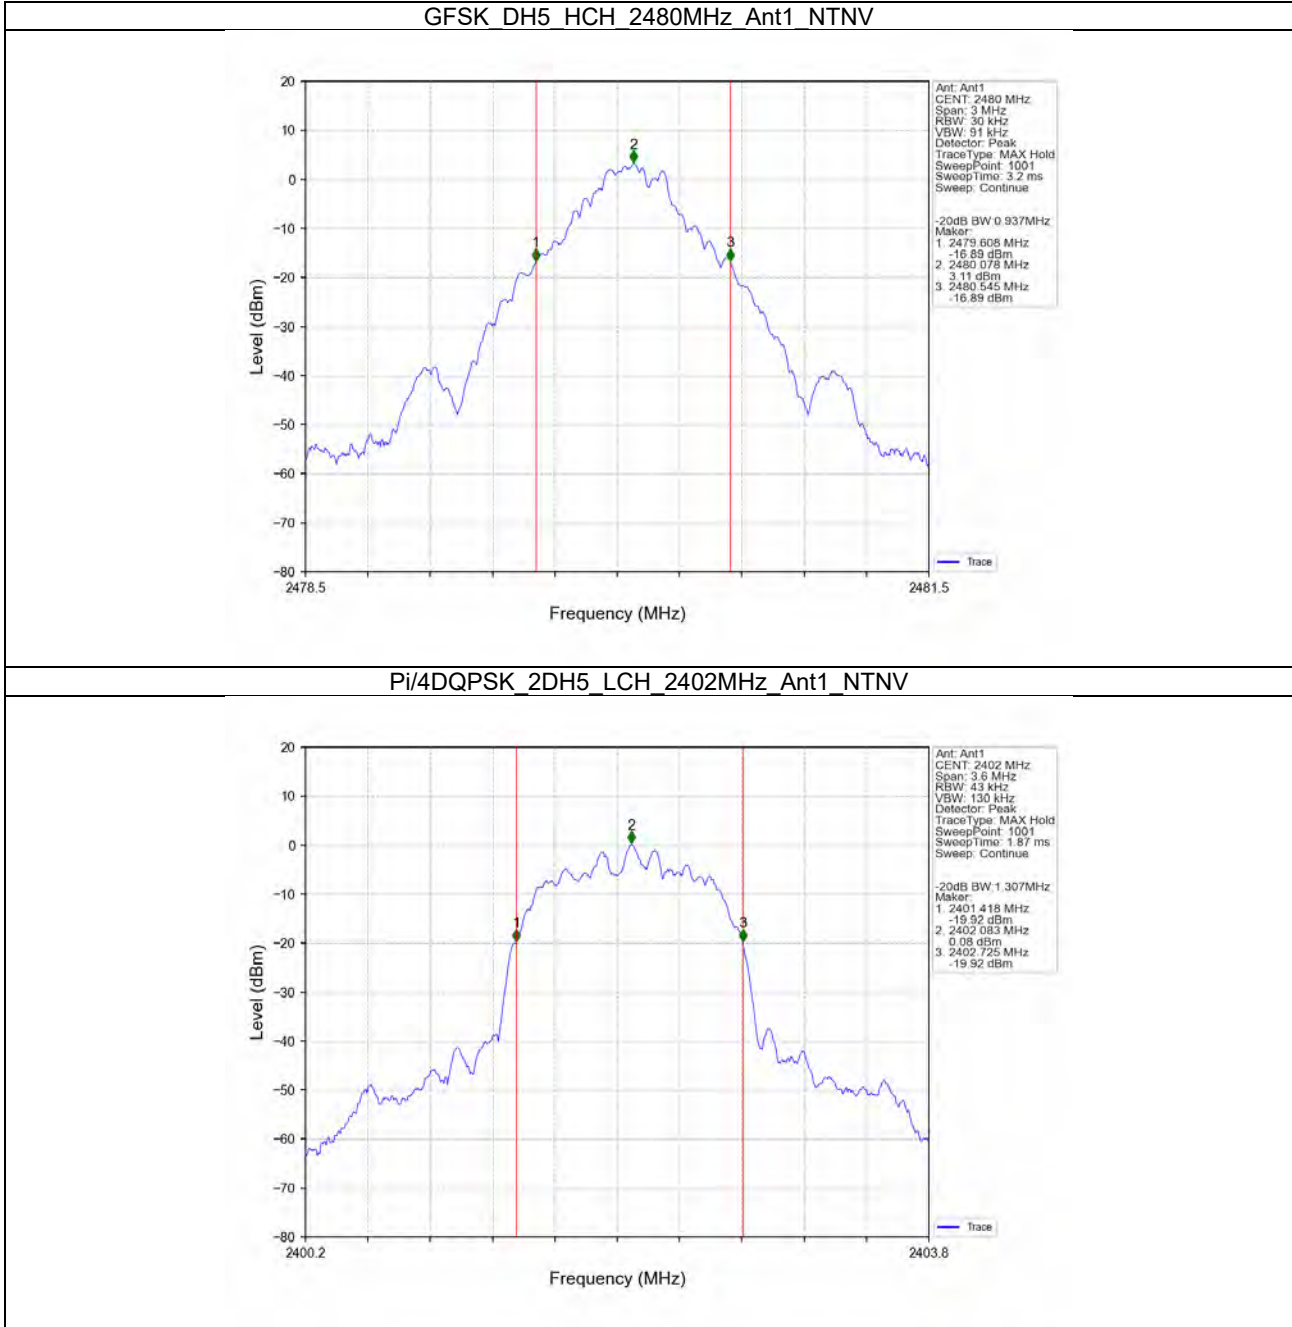 GFSK_DH5_HCH_2480MHz_Ant1_NTNV
20
10
0
−10
−20
−30
−40
−50
−60
−70
−80
Level (dBm)
1
2
3
2478.5
2481.5
Frequency (MHz)
Ant: Ant1
CENT: 2480 MHz
Span: 3 MHz
RBW: 30 kHz
VBW: 91 kHz
Detector: Peak
TraceType: MAX Hold
SweepPoint: 1001
SweepTime: 3.2 ms
Sweep: Continue
-20dB BW:0.937MHz
Maker:
1. 2479.608 MHz
-16.89 dBm
2. 2480.078 MHz
3.11 dBm
3. 2480.545 MHz
-16.89 dBm
Trace
Pi/4DQPSK_2DH5_LCH_2402MHz_Ant1_NTNV
20
10
0
−10
−20
−30
−40
−50
−60
−70
−80
Level (dBm)
1
2
3
2400.2
2403.8
Frequency (MHz)
Ant: Ant1
CENT: 2402 MHz
Span: 3.6 MHz
RBW: 43 kHz
VBW: 130 kHz
Detector: Peak
TraceType: MAX Hold
SweepPoint: 1001
SweepTime: 1.87 ms
Sweep: Continue
-20dB BW:1.307MHz
Maker:
1. 2401.418 MHz
-19.92 dBm
2. 2402.083 MHz
0.08 dBm
3. 2402.725 MHz
-19.92 dBm
Trace